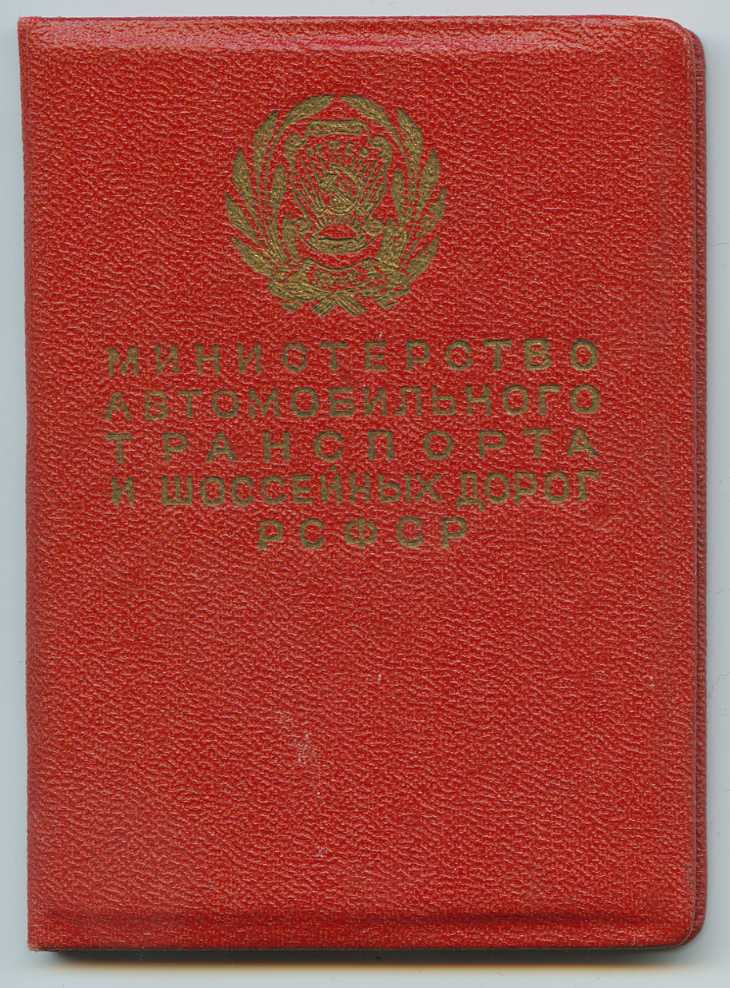 МИНИСТЕРСТВО
АВТОМОБИЛЬНОГО
ТРАНСПОРТА
И ШОССЕЙНЫХ ДОРОГ
РСФСР